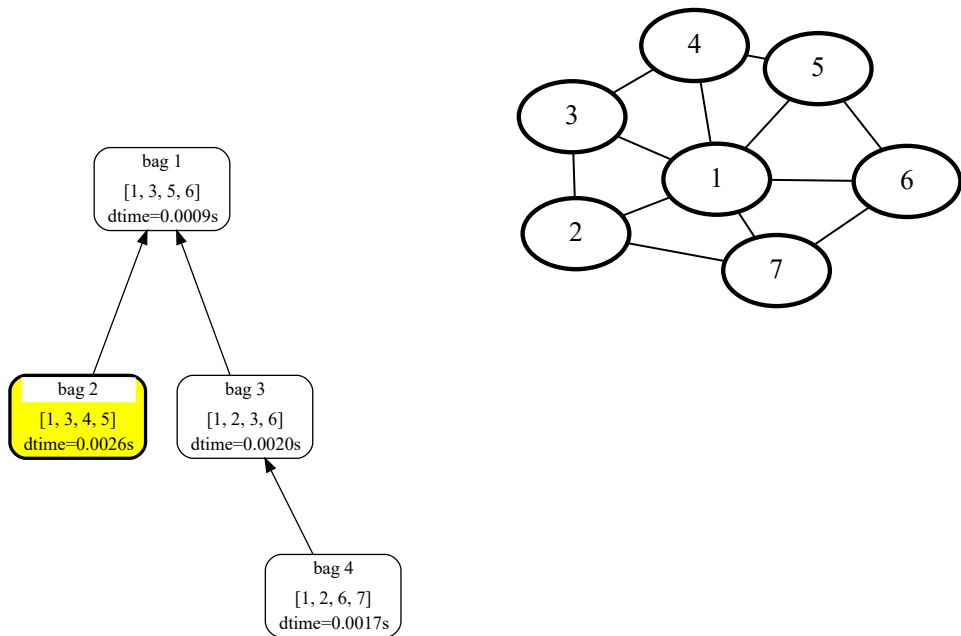 bag 1
[1, 3, 5, 6]
dtime=0.0009s
bag 2
[1, 3, 4, 5]
dtime=0.0026s
bag 3
[1, 2, 3, 6]
dtime=0.0020s
bag 4
[1, 2, 6, 7]
dtime=0.0017s
4
5
3
1
6
2
7